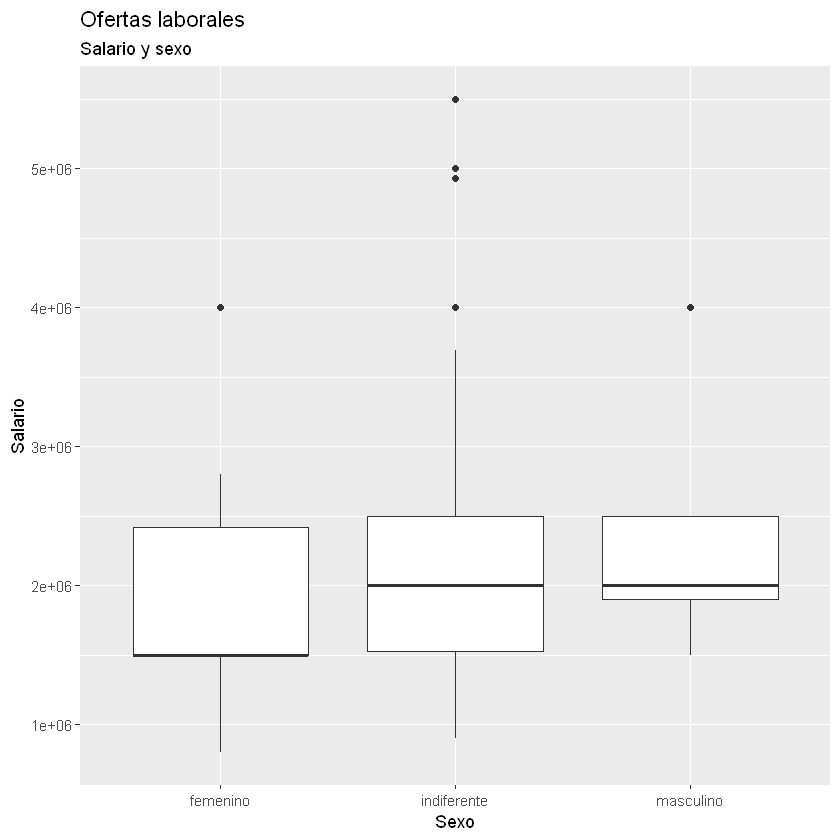 Ofertas laborales
Salario y sexo
5e+06
4e+06
3e+06
2e+06
1e+06
Salario
femenino indiferente masculino
Sexo